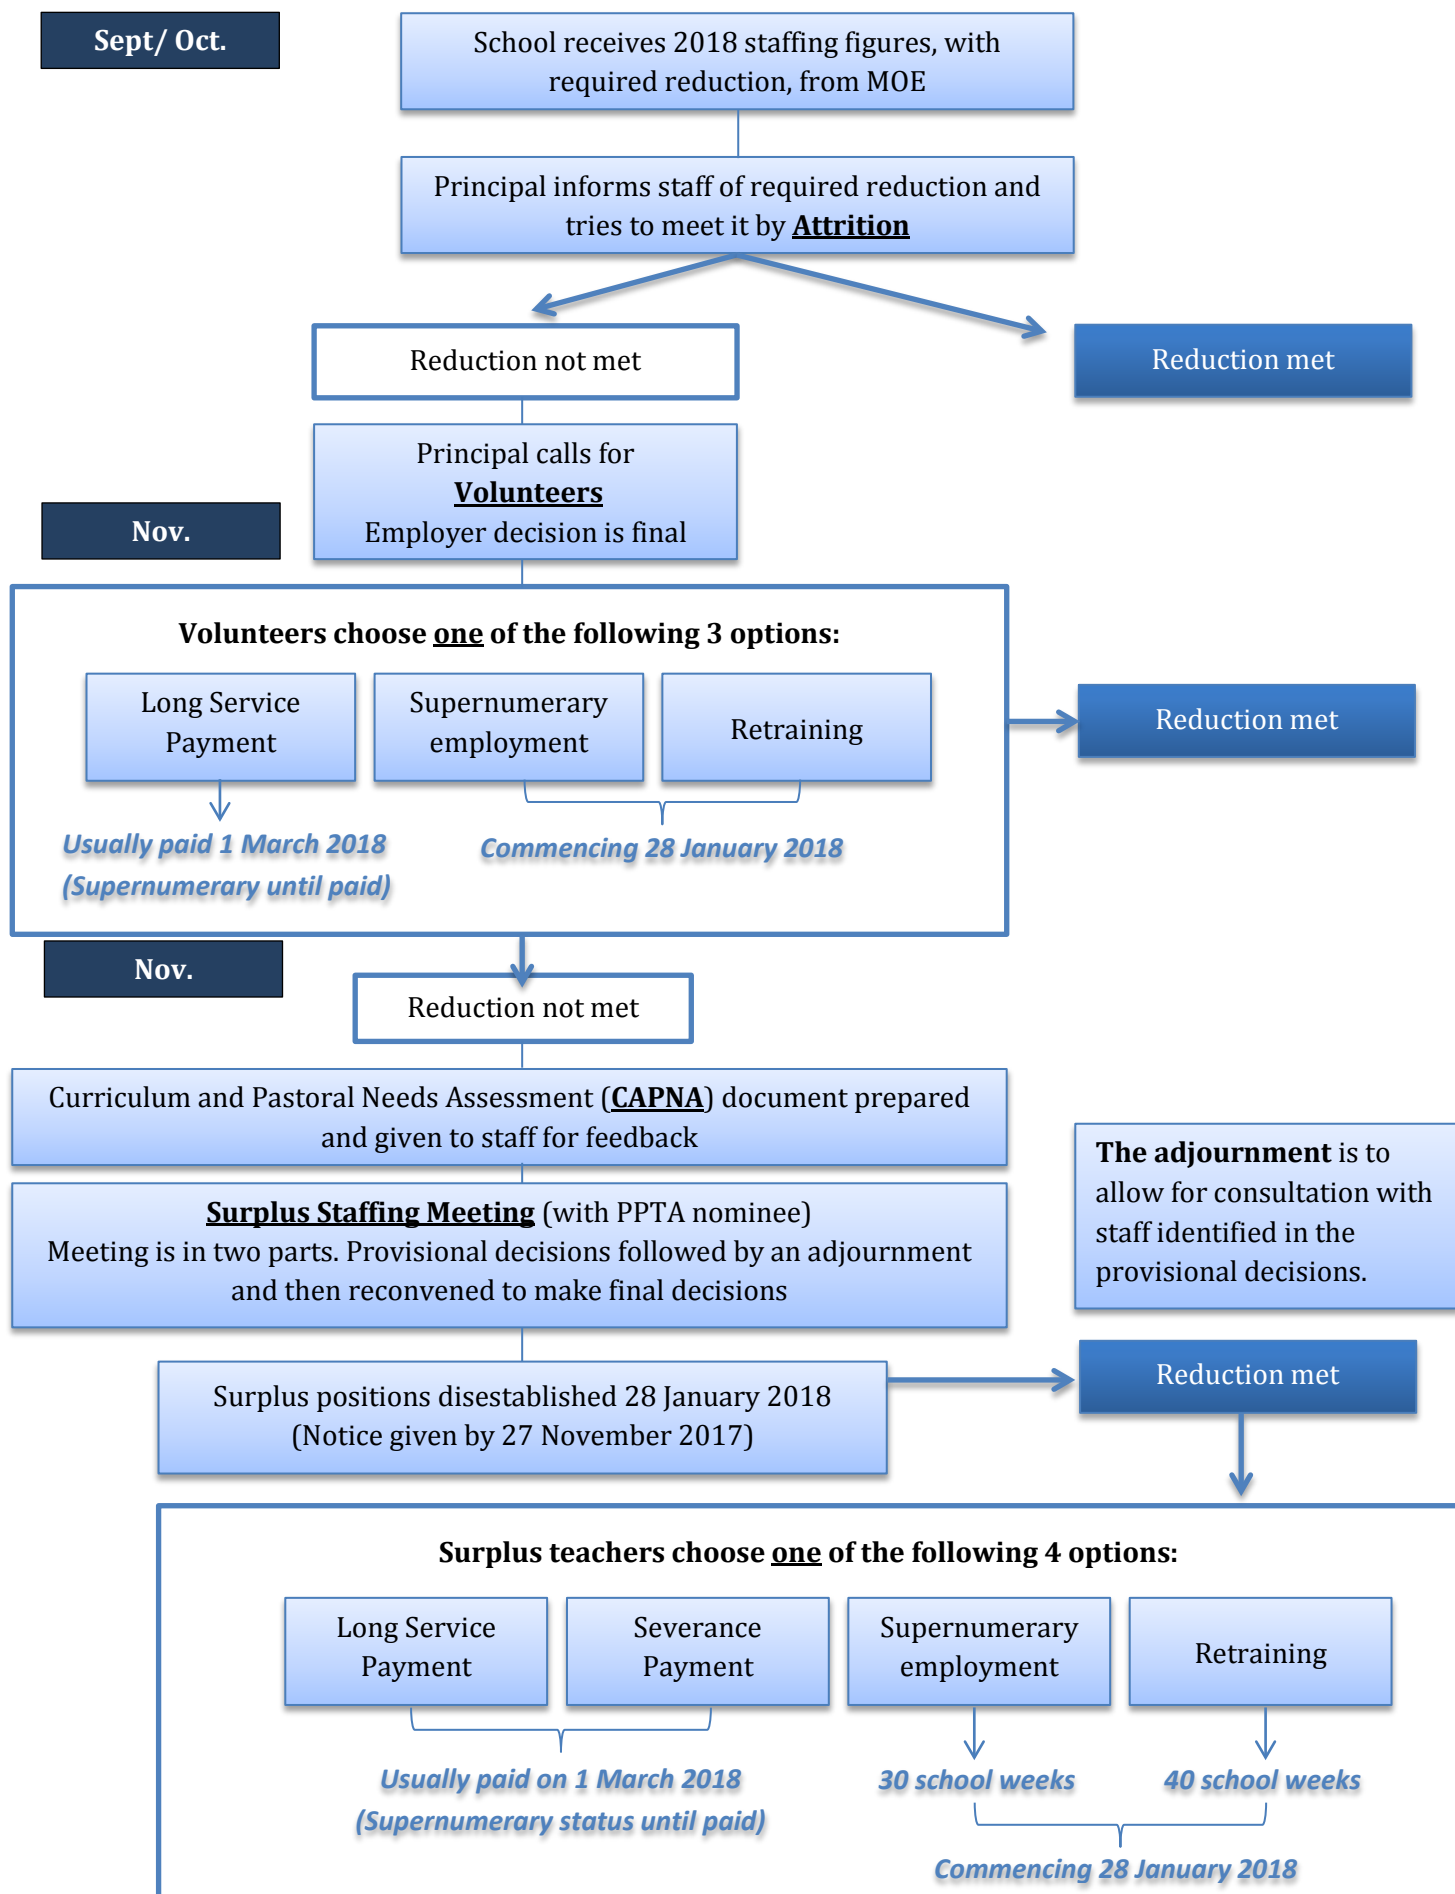 Sept/ Oct.
School receives 2018 staffing figures, with
required reduction, from MOE
Principal informs staff of required reduction and
tries to meet it by Attrition
Reduction not met
Reduction met
Principal calls for
Volunteers
Employer decision is final
Nov.
Volunteers choose one of the following 3 options:
Long Service
Payment
Supernumerary
employment
Retraining
Reduction met
Usually paid 1 March 2018
(Supernumerary until paid)
Commencing 28 January 2018
Nov.
Reduction not met
Curriculum and Pastoral Needs Assessment (CAPNA) document prepared
and given to staff for feedback
The adjournment is to
allow for consultation with
staff identified in the
provisional decisions.
Surplus Staffing Meeting (with PPTA nominee)
Meeting is in two parts. Provisional decisions followed by an adjournment
and then reconvened to make final decisions
Surplus positions disestablished 28 January 2018
(Notice given by 27 November 2017)
Reduction met
Surplus teachers choose one of the following 4 options:
Long Service
Payment
Severance
Payment
Supernumerary
employment
Retraining
Usually paid on 1 March 2018
(Supernumerary status until paid)
30 school weeks
40 school weeks
Commencing 28 January 2018